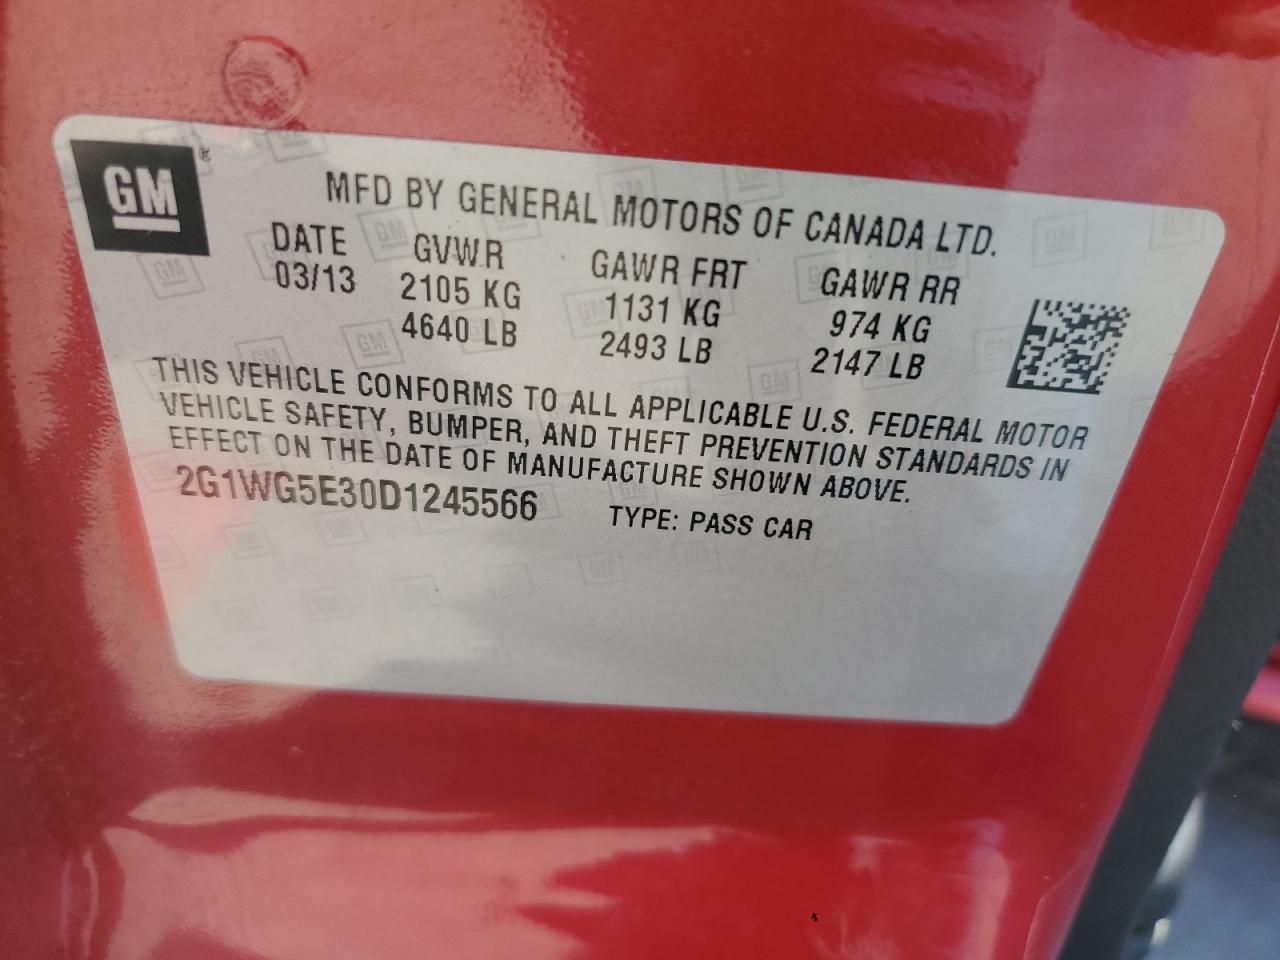 GM ®
MFD BY GENERAL MOTORS OF CANADA LTD.
DATE GVWR GAWR FRT GAWR RR
03/13 2105 KG 1131 KG 974 KG
4640 LB 2493 LB 2147 LB
THIS VEHICLE CONFORMS TO ALL APPLICABLE U.S. FEDERAL MOTOR
VEHICLE SAFETY, BUMPER, AND THEFT PREVENTION STANDARDS IN
EFFECT ON THE DATE OF MANUFACTURE SHOWN ABOVE.
2G1WG5E30D1245566 TYPE: PASS CAR